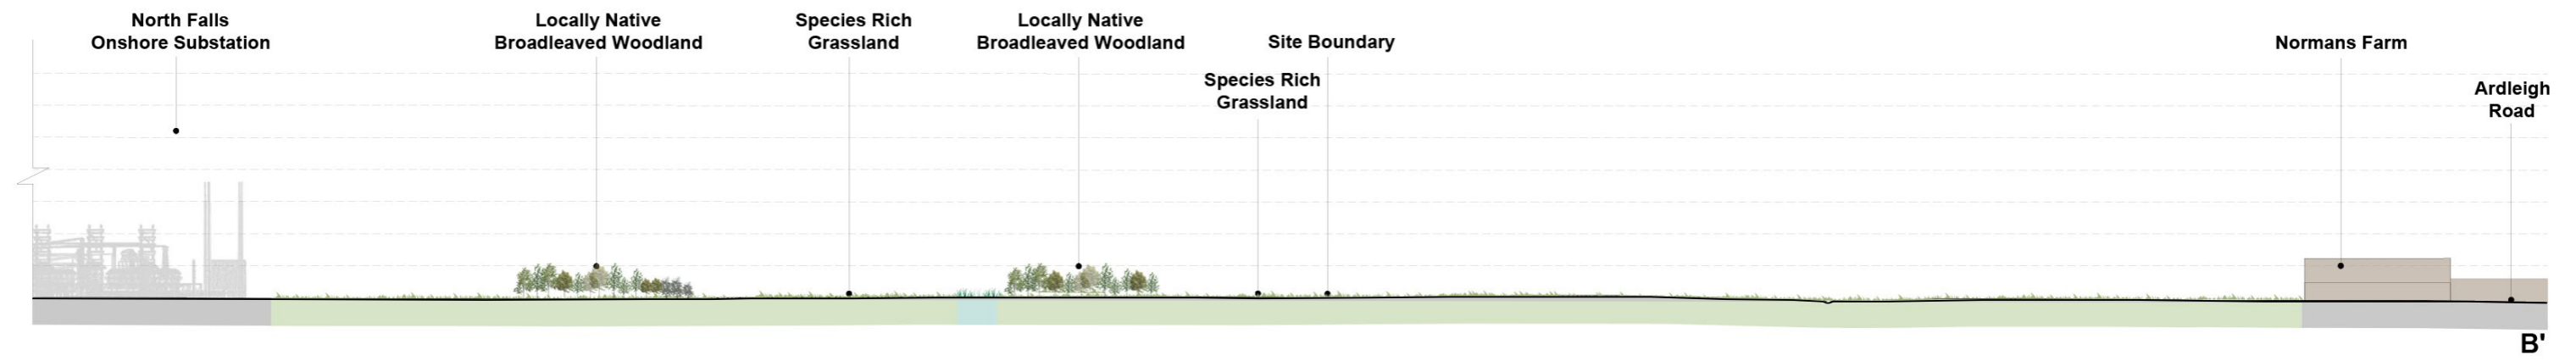 North Falls
Onshore Substation
Locally Native
Broadleaved Woodland
Species Rich
Grassland
Locally Native
Broadleaved Woodland
Species Rich
Grassland
Site Boundary
Normans Farm
Ardleigh
Road
B'